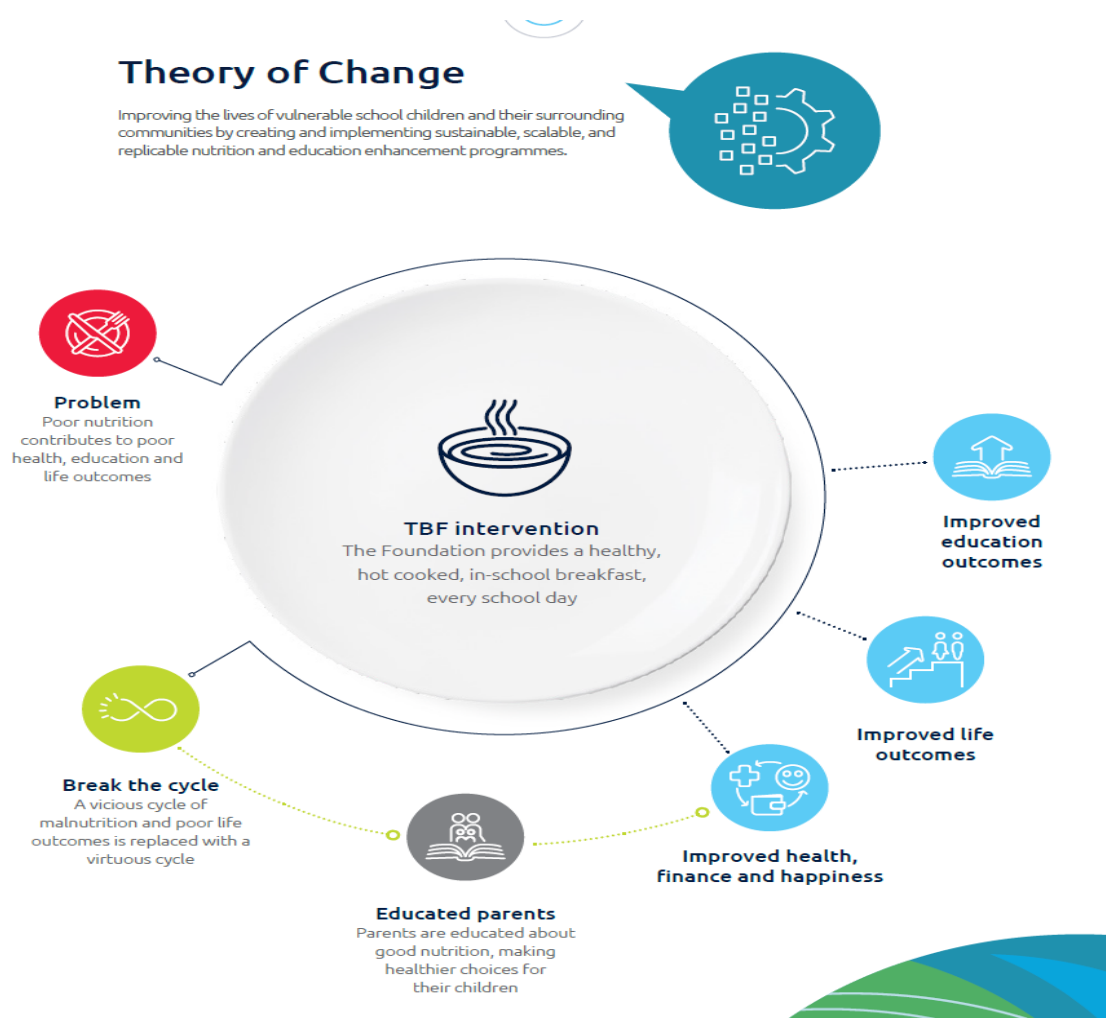 Theory of Change
Improving the lives of vulnerable school children and their surrounding
communities by creating and implementing sustainable, scalable, and
replicable nutrition and education enhancement programmes.
Problem
Poor nutrition
contributes to poor
health, education and
life outcomes
TBF intervention
The Foundation provides a healthy,
hot cooked, in-school breakfast,
every school day
Improved
education
outcomes
Improved life
outcomes
Improved health,
finance and happiness
Educated parents
Parents are educated about
good nutrition, making
healthier choices for
their children
Break the cycle
A vicious cycle of
malnutrition and poor life
outcomes is replaced with a
virtuous cycle